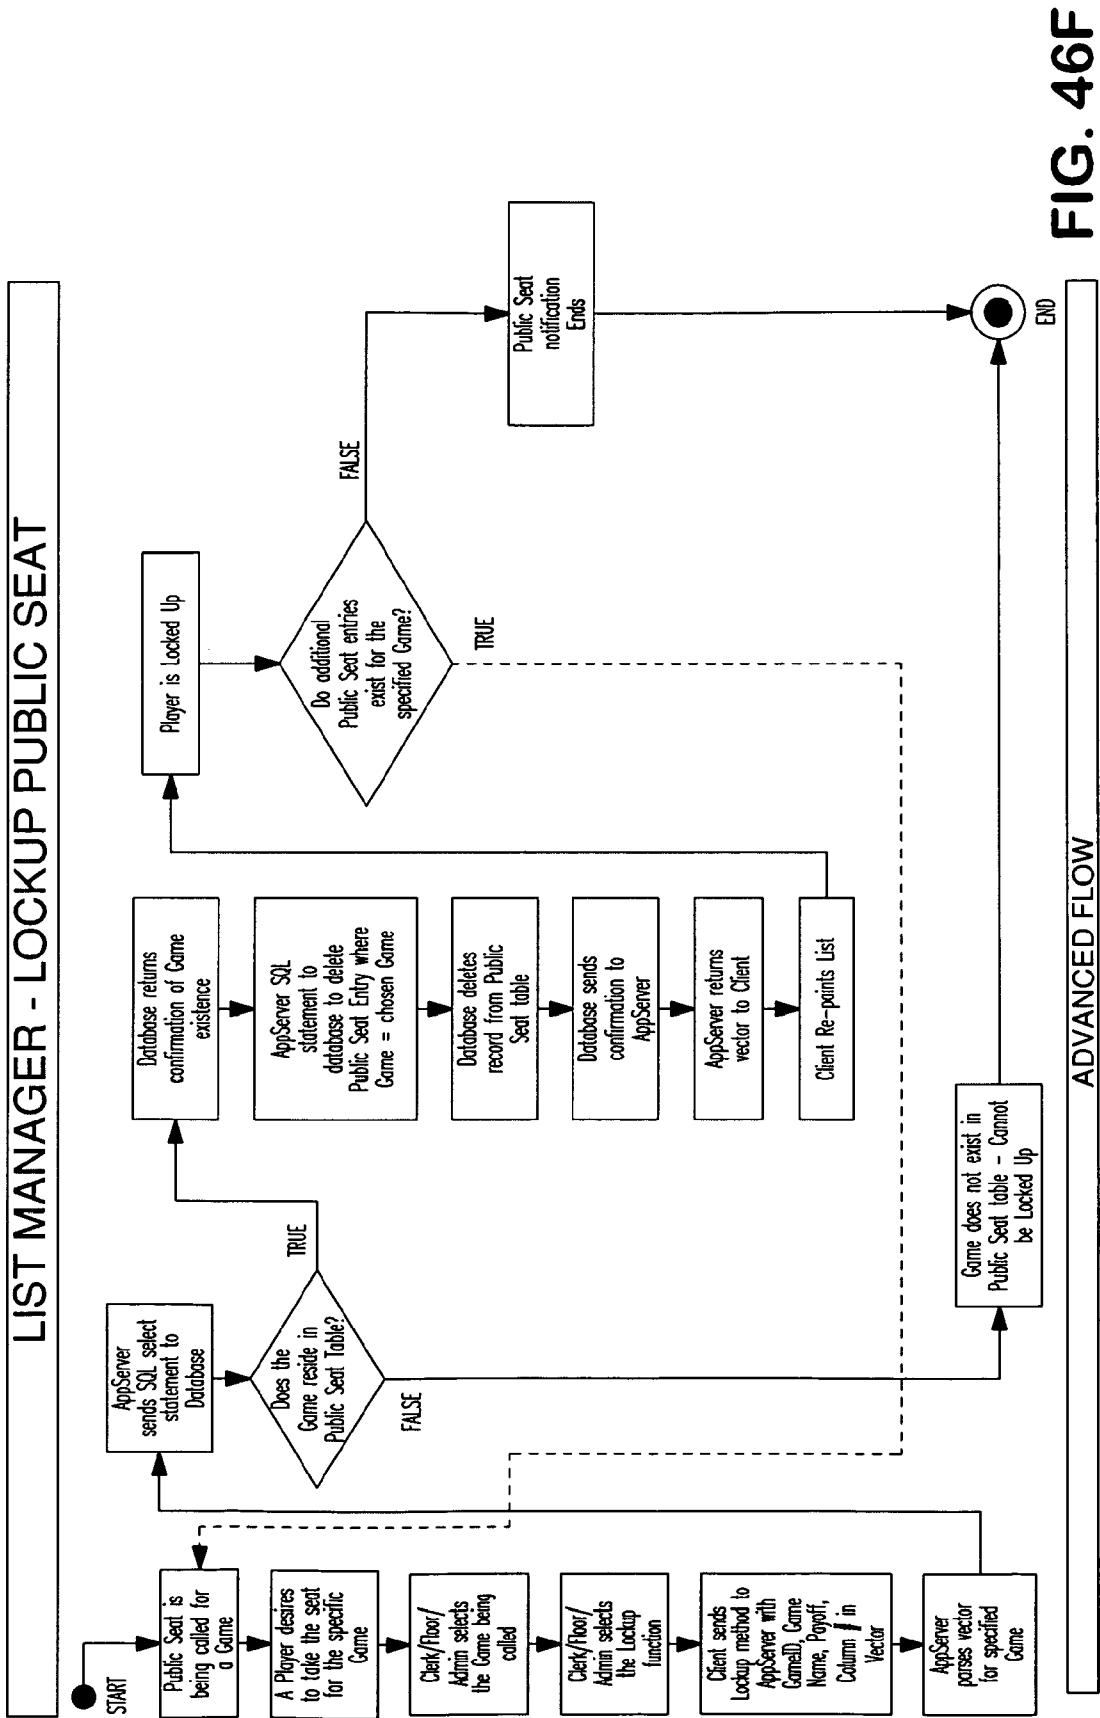 LIST MANAGER - LOCKUP PUBLIC SEAT
START
Public Seat is
being called for
a Game
A Player desires
to take the seat
for the specific
Game
Clerk/Floor/
Admin selects
the Game being
called
Clerk/Floor/
Admin selects
the Lockup
function
Client sends
Lockup method to
AppServer with
GameID, Game
Name, Payoff,
Column # in
Vector
AppServer
parses vector
for specified
Game
AppServer
sends SQL select
statement to
Database
Does the
Game reside in
Public Seat Table?
TRUE
FALSE
Database returns
confirmation of Game
existence
AppServer SQL
statement to
database to delete
Public Seat Entry where
Game = chosen Game
Database deletes
record from Public
Seat table
Database sends
confirmation to
AppServer
AppServer returns
vector to Client
Client Re-paints List
Game does not exist in
Public Seat table - Cannot
be Locked Up
Player is Locked Up
Do additional
Public Seat entries
exist for the
specified Game?
TRUE
FALSE
Public Seat
notification
Ends
END
ADVANCED FLOW
FIG. 46F